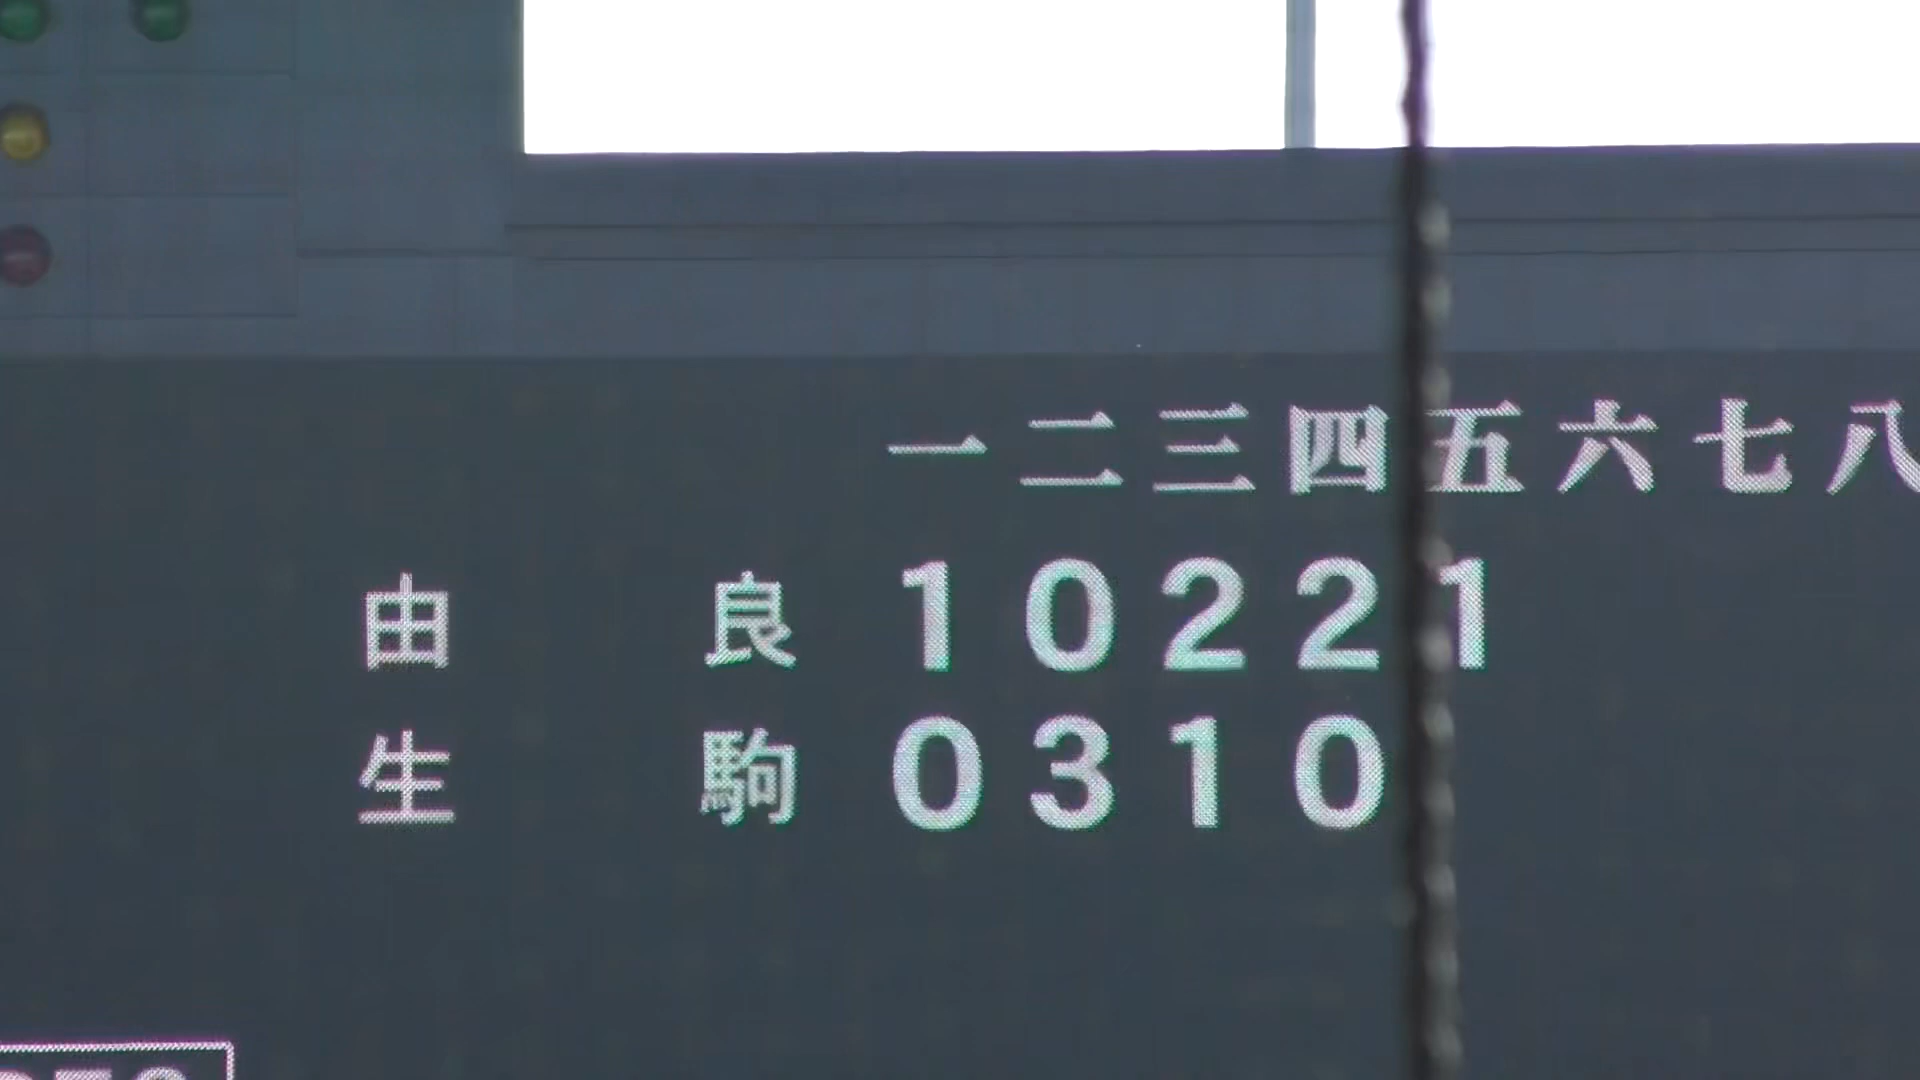 一 二 三 四 五 六 七 八
由 良 1 0 2 2 1
生 駒 0 3 1 0